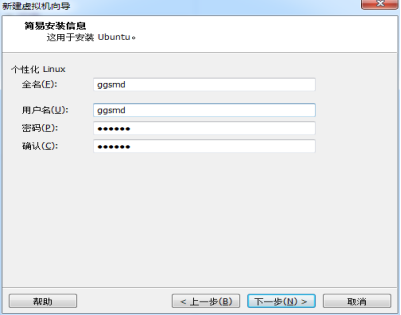 新建虚拟机向导
简易安装信息
这用于安装 Ubuntu。
个性化 Linux
全名(F): ggsmd
用户名(U): ggsmd
密码(P): ●●●●●●
确认(C): ●●●●●●
帮助 < 上一步(B) 下一步(N) > 取消